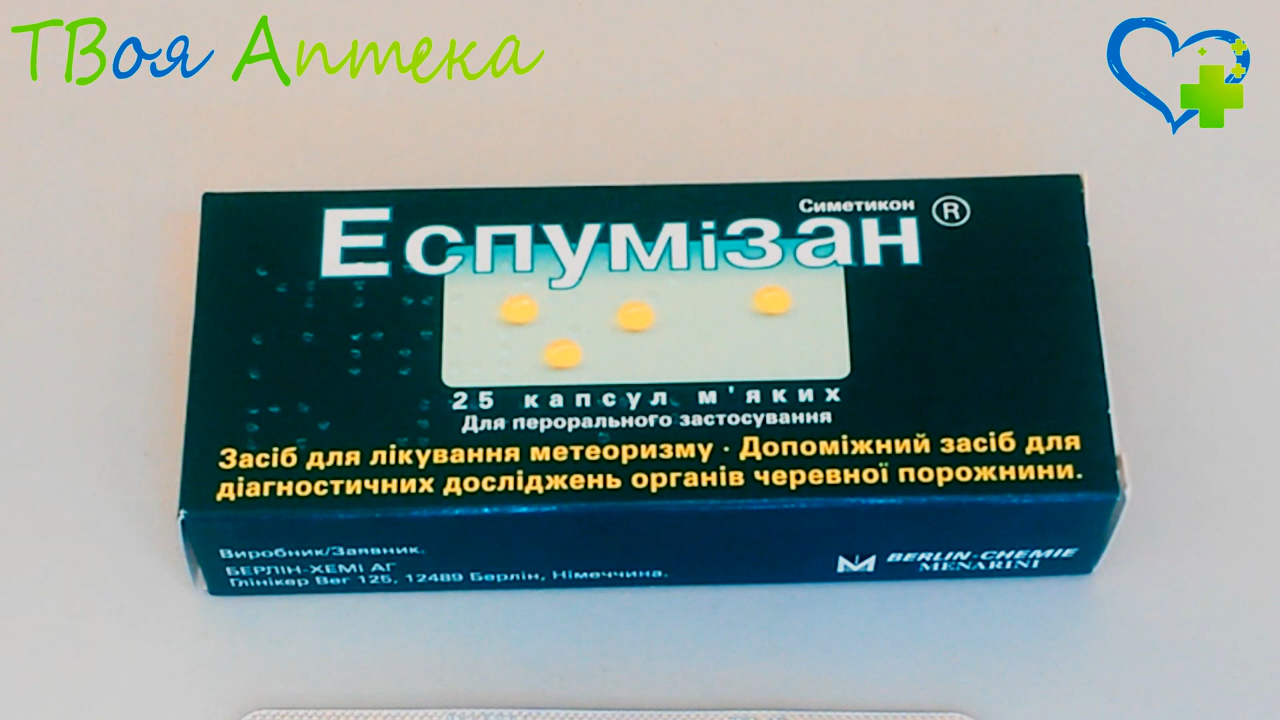 ТВоя Аптека
Симетикон
Еспумізан®
25 капсул м'яких
Для перорального застосування
Засіб для лікування метеоризму · Допоміжний засіб для
діагностичних досліджень органів черевної порожнини.
Виробник/Заявник.
БЕРЛІН-ХЕМІ АГ
Глінікер Вег 125, 12489 Берлін, Німеччина.
BERLIN-CHEMIE
MENARINI